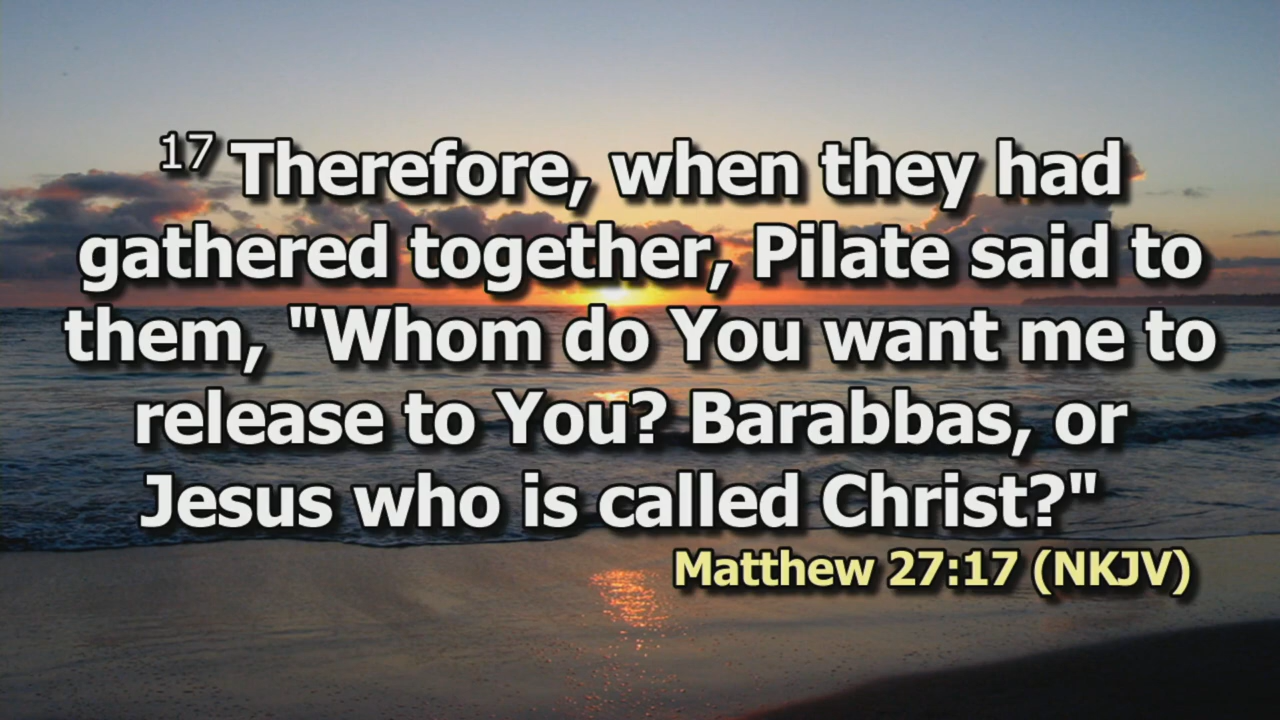 17 Therefore, when they had
gathered together, Pilate said to
them, "Whom do You want me to
release to You? Barabbas, or
Jesus who is called Christ?"
Matthew 27:17 (NKJV)